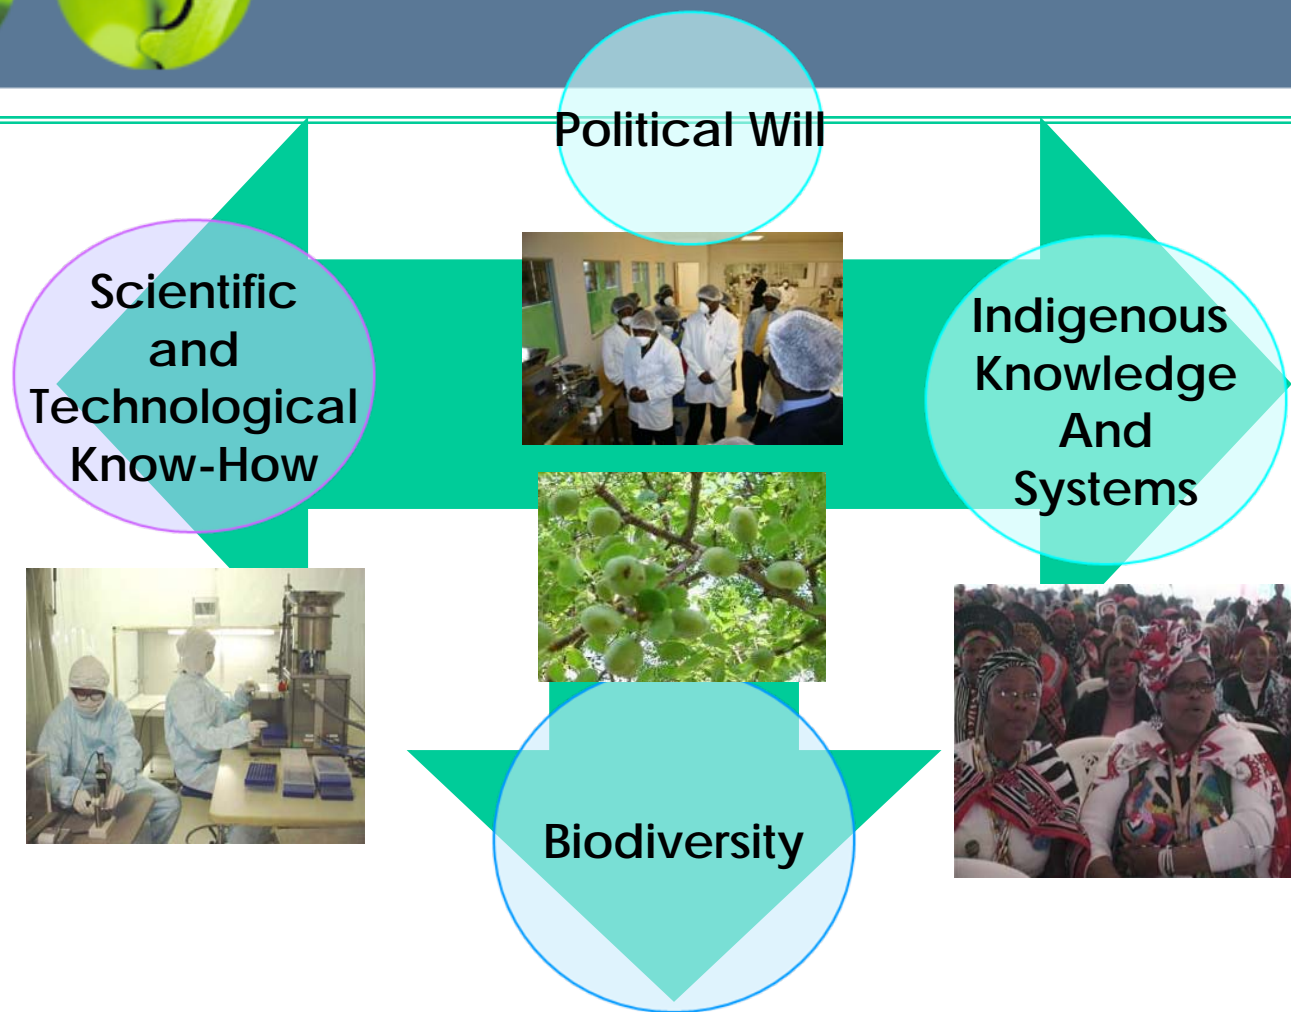 Political Will
Scientific
and
Technological
Know-How
Indigenous
Knowledge
And
Systems
Biodiversity